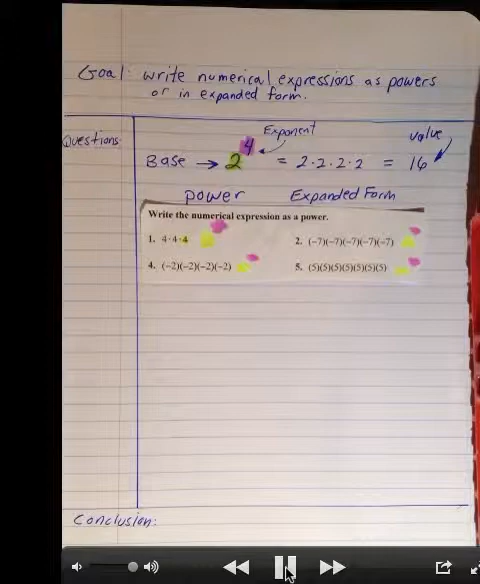 Goal: write numerical expressions as powers
or in expanded form.
Questions
Exponent
value
Base → 2⁴ = 2·2·2·2 = 16
power Expanded Form
Write the numerical expression as a power.
1. 4·4·4 2. (−7)(−7)(−7)(−7)(−7)
4. (−2)(−2)(−2)(−2) 5. (5)(5)(5)(5)(5)(5)(5)
Conclusion: